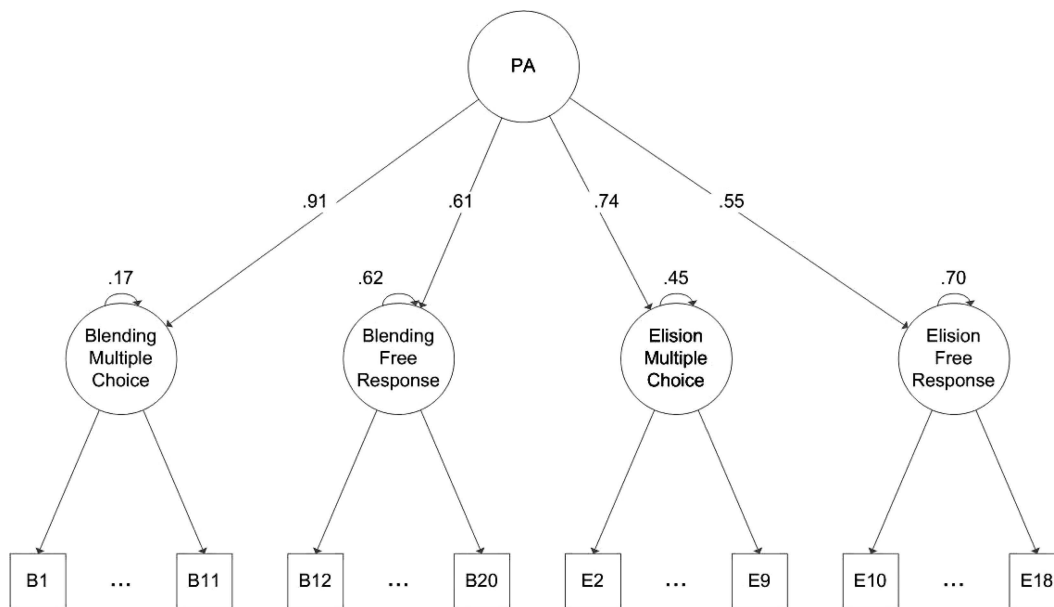 PA
.91
.61
.74
.55
.17
.62
.45
.70
Blending
Multiple
Choice
Blending
Free
Response
Elision
Multiple
Choice
Elision
Free
Response
B1 ... B11 B12 ... B20 E2 ... E9 E10 ... E18